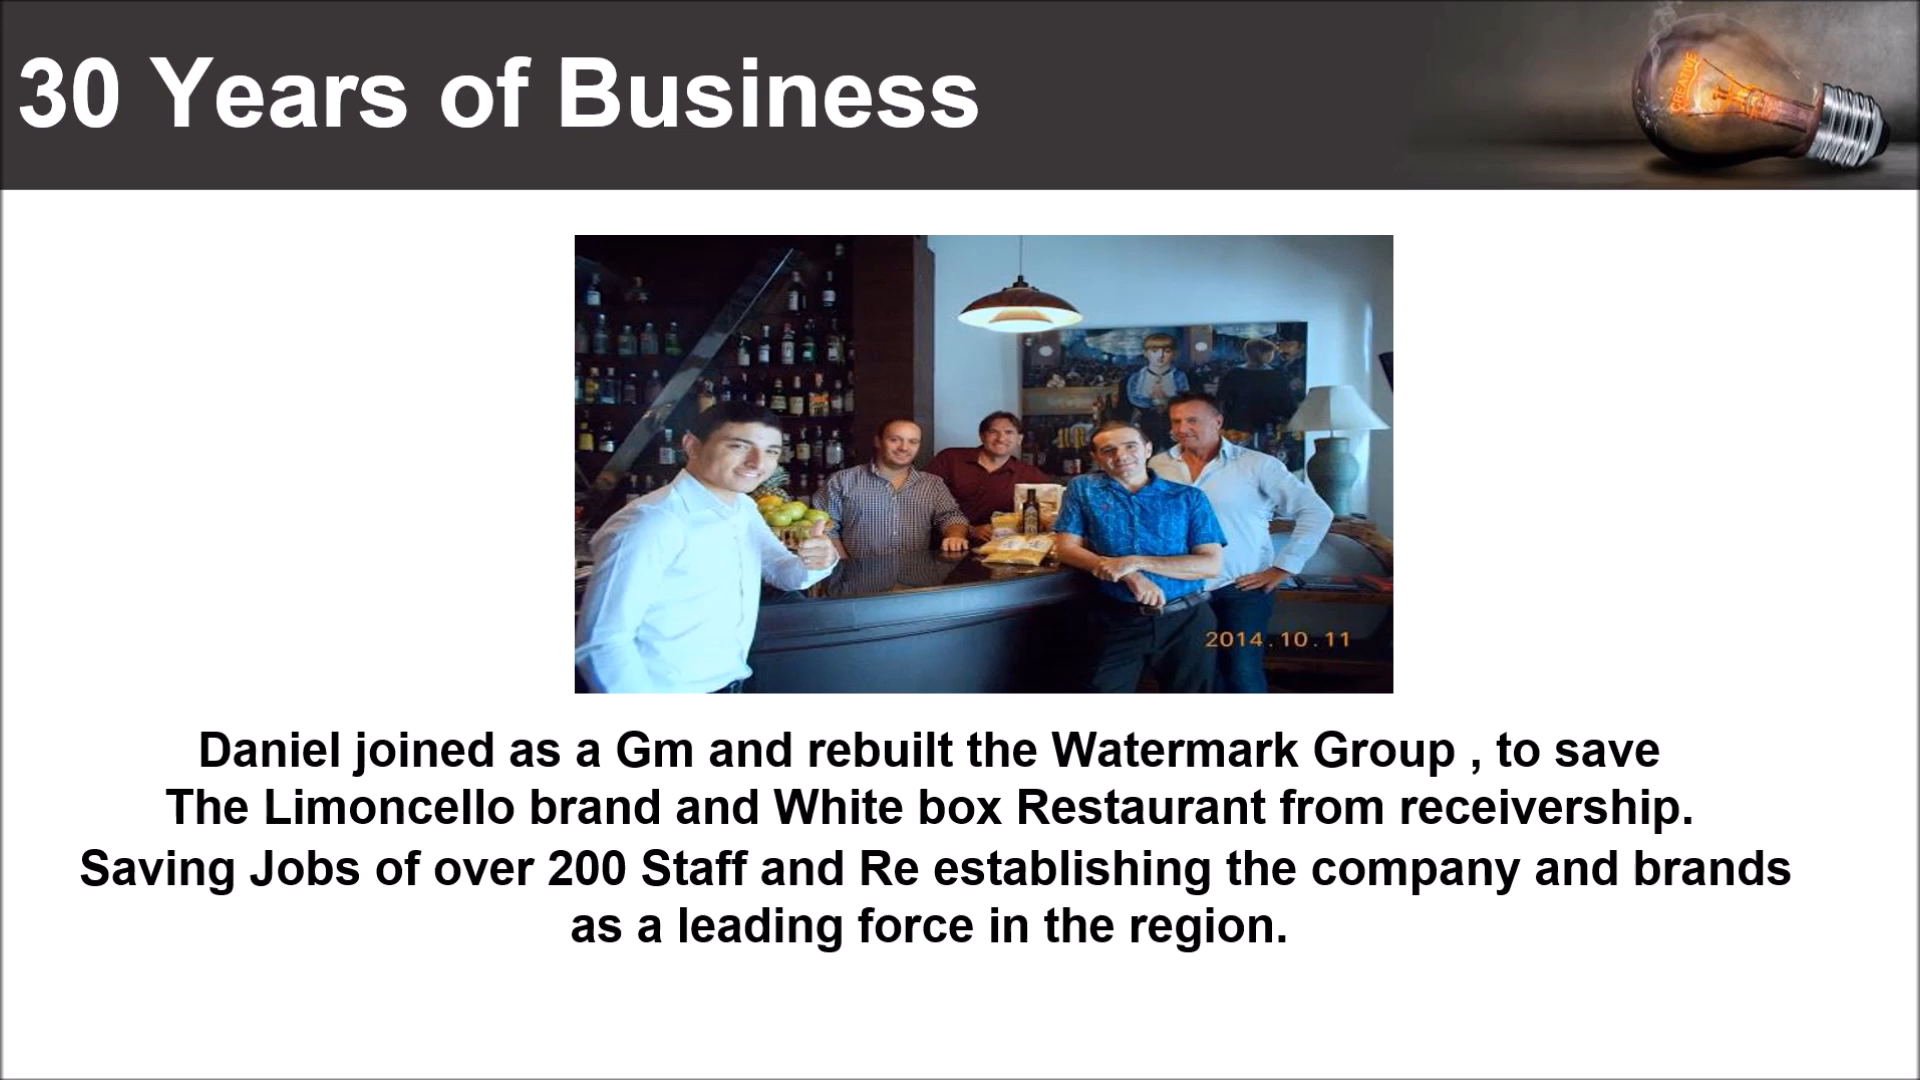 30 Years of Business
CREATIVE
2014.10.11
Daniel joined as a Gm and rebuilt the Watermark Group , to save
The Limoncello brand and White box Restaurant from receivership.
Saving Jobs of over 200 Staff and Re establishing the company and brands
as a leading force in the region.